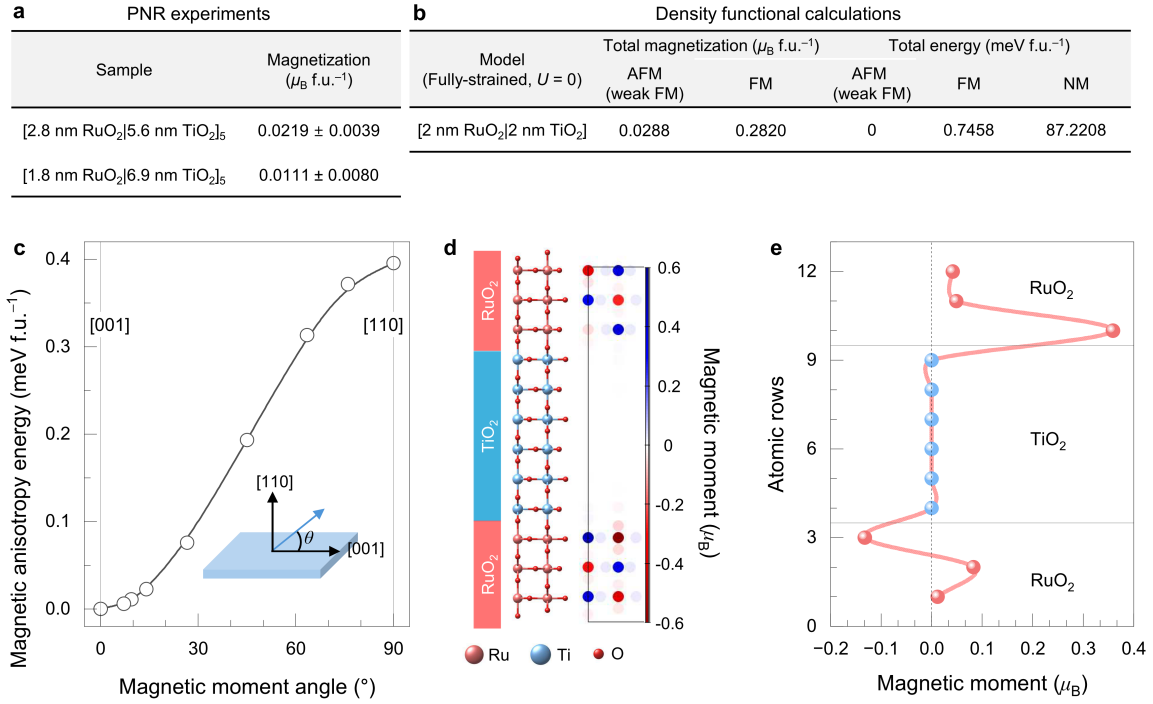 a
PNR experiments
Sample
Magnetization
(μB f.u.⁻¹)
[2.8 nm RuO₂|5.6 nm TiO₂]₅ 0.0219 ± 0.0039
[1.8 nm RuO₂|6.9 nm TiO₂]₅ 0.0111 ± 0.0080
b
Density functional calculations
Model
(Fully-strained, U = 0)
Total magnetization (μB f.u.⁻¹) Total energy (meV f.u.⁻¹)
AFM
(weak FM)
FM
AFM
(weak FM)
FM
NM
[2 nm RuO₂|2 nm TiO₂] 0.0288 0.2820 0 0.7458 87.2208
c
Magnetic anisotropy energy (meV f.u.⁻¹)
0.4
0.3
0.2
0.1
0.0
[001]
[110]
[110]
θ
[001]
0 30 60 90
Magnetic moment angle (°)
d
RuO₂
TiO₂
RuO₂
0.6
0.4
0.2
0
-0.2
-0.4
-0.6
Magnetic moment (μB)
Ru Ti O
e
Atomic rows
12
9
6
3
0
RuO₂
TiO₂
RuO₂
−0.2 −0.1 0.0 0.1 0.2 0.3 0.4
Magnetic moment (μB)